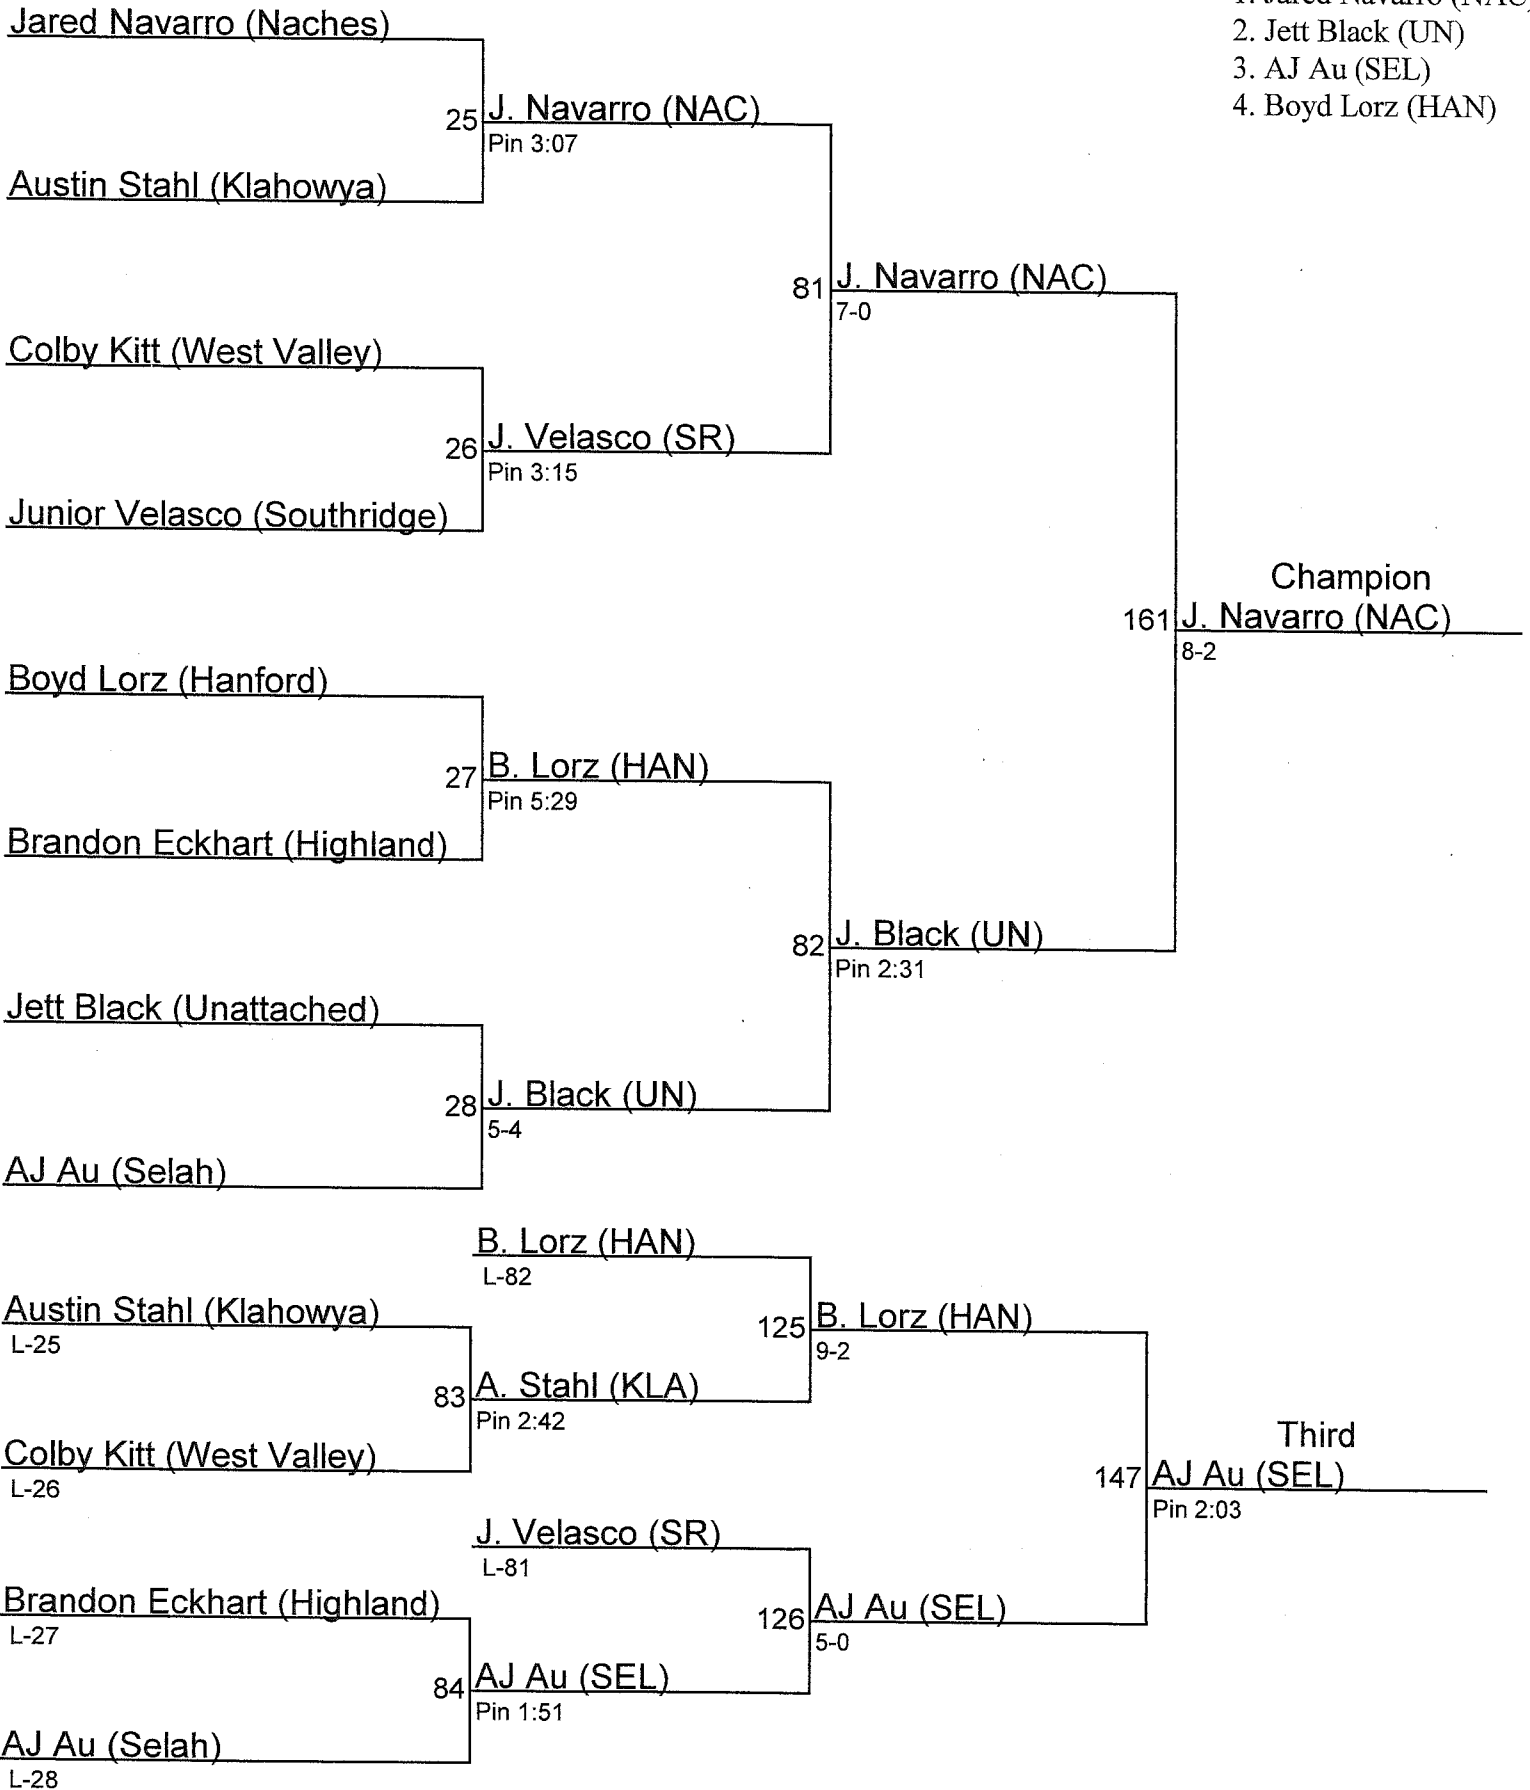 Jared Navarro (Naches)
1. Jared Navarro (NAC)
2. Jett Black (UN)
3. AJ Au (SEL)
4. Boyd Lorz (HAN)
25 J. Navarro (NAC)
Pin 3:07
Austin Stahl (Klahowya)
81 J. Navarro (NAC)
7-0
Colby Kitt (West Valley)
26 J. Velasco (SR)
Pin 3:15
Junior Velasco (Southridge)
Champion
161 J. Navarro (NAC)
8-2
Boyd Lorz (Hanford)
27 B. Lorz (HAN)
Pin 5:29
Brandon Eckhart (Highland)
82 J. Black (UN)
Pin 2:31
Jett Black (Unattached)
28 J. Black (UN)
5-4
AJ Au (Selah)
B. Lorz (HAN)
L-82
Austin Stahl (Klahowya)
L-25
125 B. Lorz (HAN)
9-2
83 A. Stahl (KLA)
Pin 2:42
Colby Kitt (West Valley)
L-26
Third
147 AJ Au (SEL)
Pin 2:03
J. Velasco (SR)
L-81
Brandon Eckhart (Highland)
L-27
126 AJ Au (SEL)
5-0
84 AJ Au (SEL)
Pin 1:51
AJ Au (Selah)
L-28